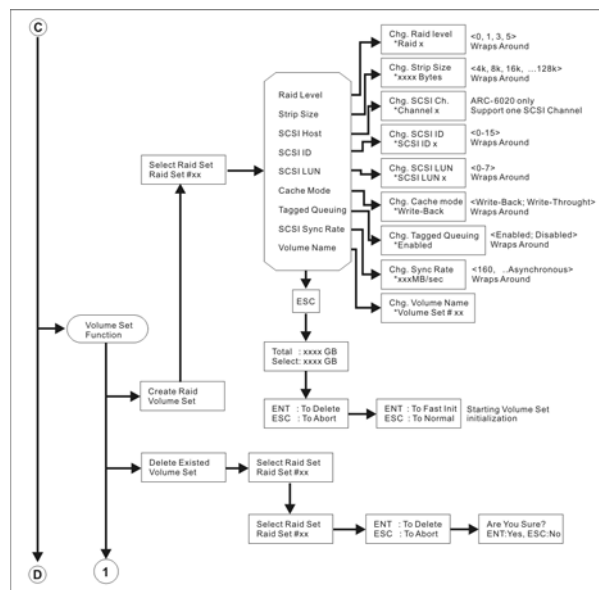 C
Chg. Raid level
*Raid x
<0, 1, 3, 5>
Wraps Around
Chg. Strip Size
*xxxx Bytes
<4k, 8k, 16k, ...128k>
Wraps Around
Chg. SCSI Ch.
*Channel x
ARC-6020 only
Support one SCSI Channel
Chg. SCSI ID
*SCSI ID x
<0-15>
Wraps Around
Chg. SCSI LUN
*SCSI LUN x
<0-7>
Wraps Around
Chg. Cache mode
*Write-Back
<Write-Back; Write-Throught>
Wraps Around
Chg. Tagged Queuing
*Enabled
<Enabled; Disabled>
Wraps Around
Chg. Sync Rate
*xxxMB/sec
<160, ..Asynchronous>
Wraps Around
Chg. Volume Name
*Volume Set # xx
Raid Level
Strip Size
SCSI Host
SCSI ID
SCSI LUN
Cache Mode
Tagged Queuing
SCSI Sync Rate
Volume Name
Select Raid Set
Raid Set #xx
ESC
Volume Set
Function
Total : xxxx GB
Select: xxxx GB
Create Raid
Volume Set
ENT : To Delete
ESC : To Abort
ENT : To Fast Init
ESC : To Normal
Starting Volume Set
initialization
Delete Existed
Volume Set
Select Raid Set
Raid Set #xx
Select Raid Set
Raid Set #xx
ENT : To Delete
ESC : To Abort
Are You Sure?
ENT:Yes, ESC:No
D
1